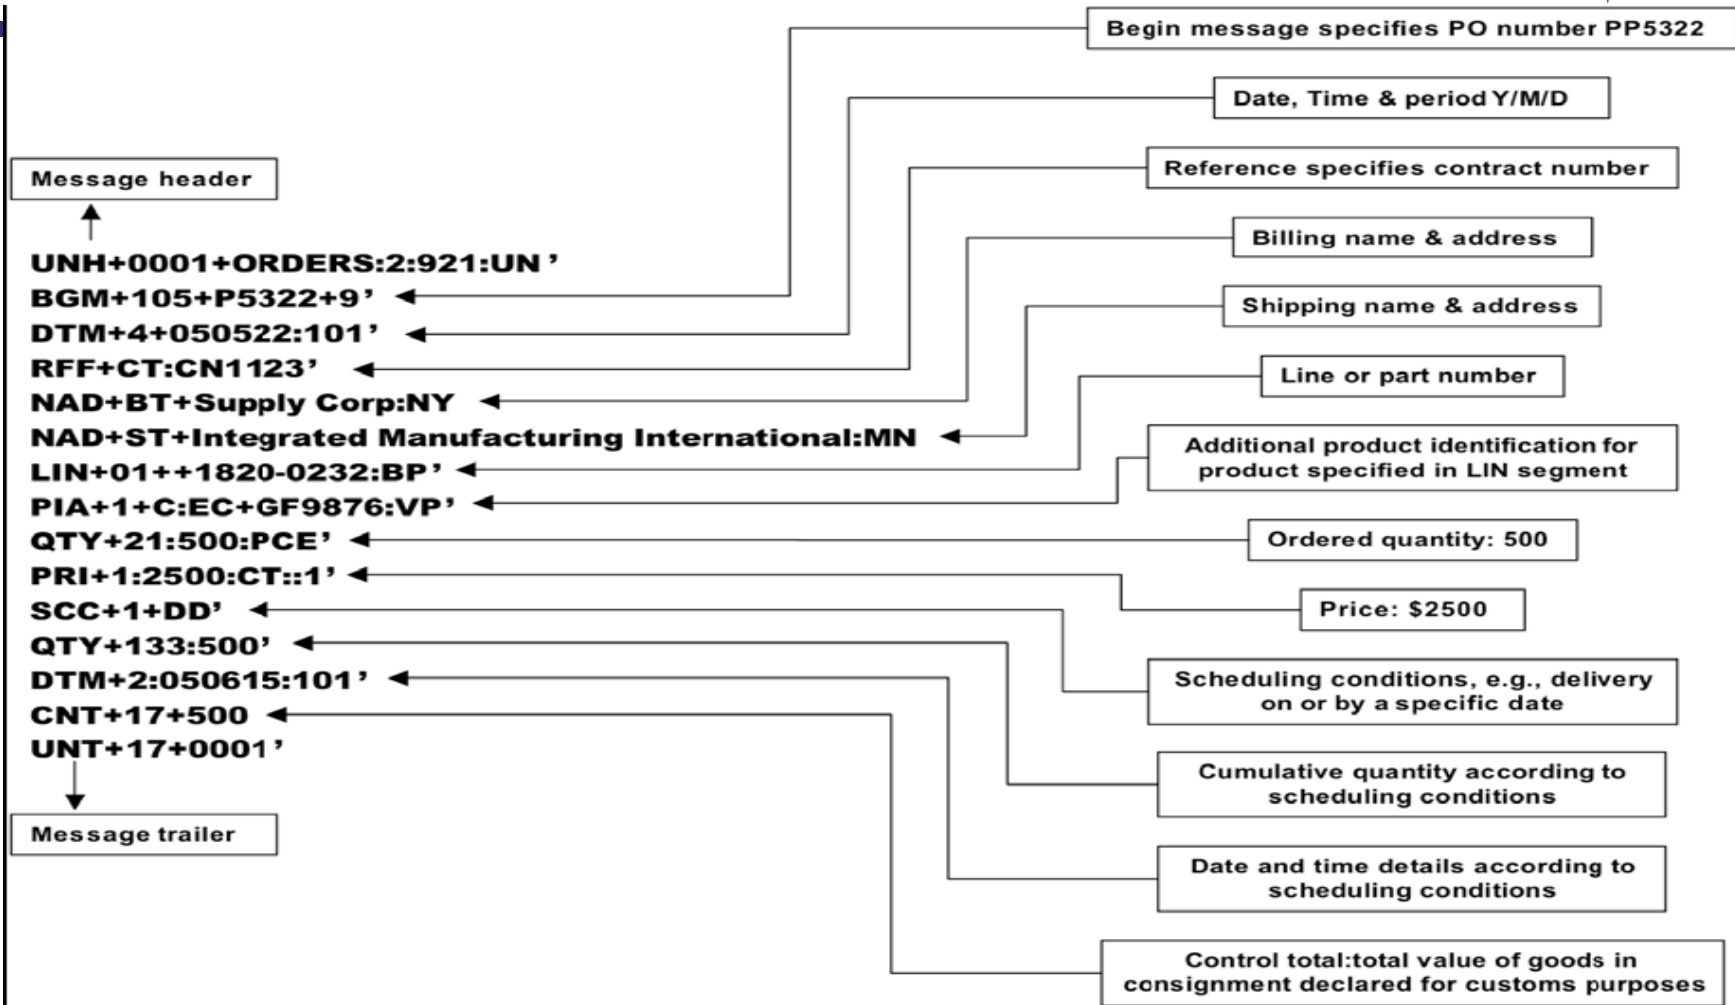 Begin message specifies PO number PP5322
Date, Time & period Y/M/D
Reference specifies contract number
Billing name & address
Shipping name & address
Line or part number
Additional product identification for
product specified in LIN segment
Ordered quantity: 500
Price: $2500
Scheduling conditions, e.g., delivery
on or by a specific date
Cumulative quantity according to
scheduling conditions
Date and time details according to
scheduling conditions
Control total:total value of goods in
consignment declared for customs purposes
Message header
UNH+0001+ORDERS:2:921:UN’
BGM+105+P5322+9’
DTM+4+050522:101’
RFF+CT:CN1123’
NAD+BT+Supply Corp:NY
NAD+ST+Integrated Manufacturing International:MN
LIN+01++1820-0232:BP’
PIA+1+C:EC+GF9876:VP’
QTY+21:500:PCE’
PRI+1:2500:CT::1’
SCC+1+DD’
QTY+133:500’
DTM+2:050615:101’
CNT+17+500
UNT+17+0001’
Message trailer